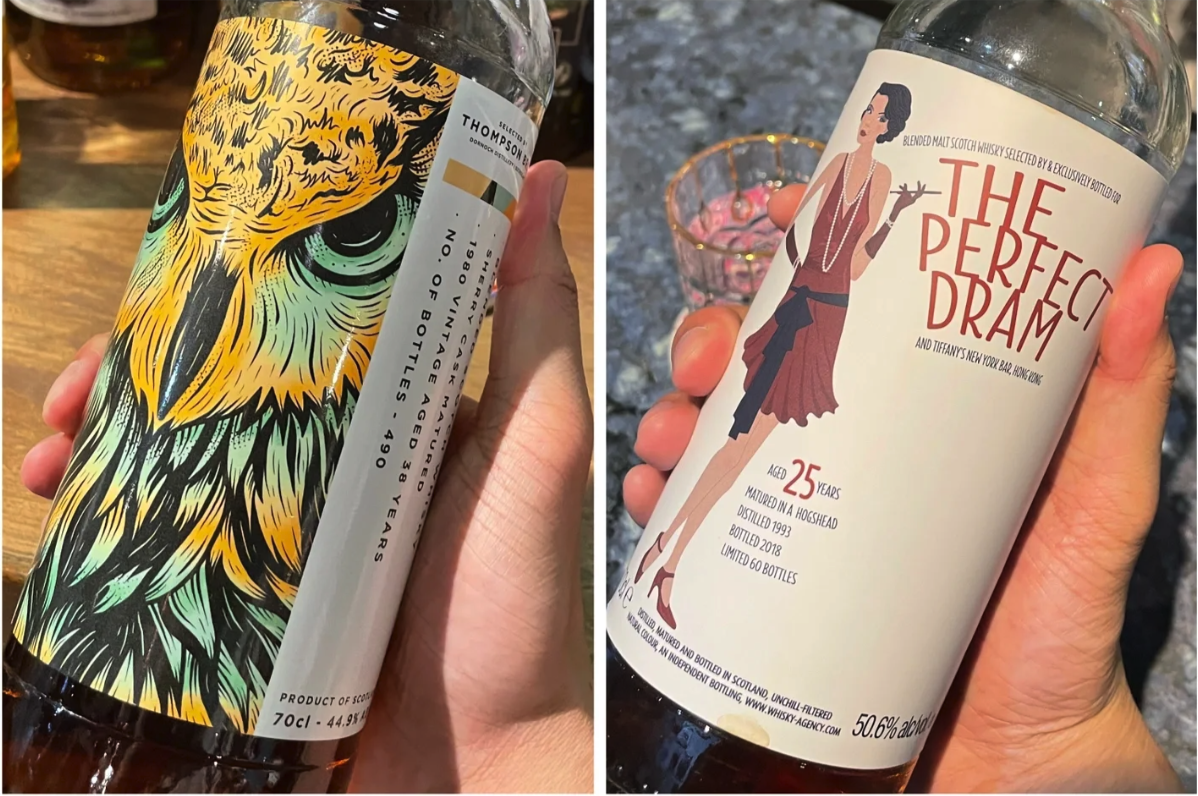 SELECTED BY
THOMPSON
DORNOCH
SHERRY CASK MATURED
1980 VINTAGE AGED 38 YEARS
NO. OF BOTTLES - 490
PRODUCT OF
70cl - 44.9%
BLENDED MALT SCOTCH WHISKY SELECTED BY & EXCLUSIVELY BOTTLED FOR
THE
PERFECT
DRAM
AND TIFFANY'S NEW YORK BAR, HONG KONG
AGED 25 YEARS
MATURED IN A HOGSHEAD
DISTILLED 1993
BOTTLED 2018
LIMITED 60 BOTTLES
DISTILLED, MATURED AND BOTTLED IN SCOTLAND, UNCHILL-FILTERED
NATURAL COLOUR, AN INDEPENDENT BOTTLING, WWW.WHISKY-AGENCY.COM
50.6% alc/vol